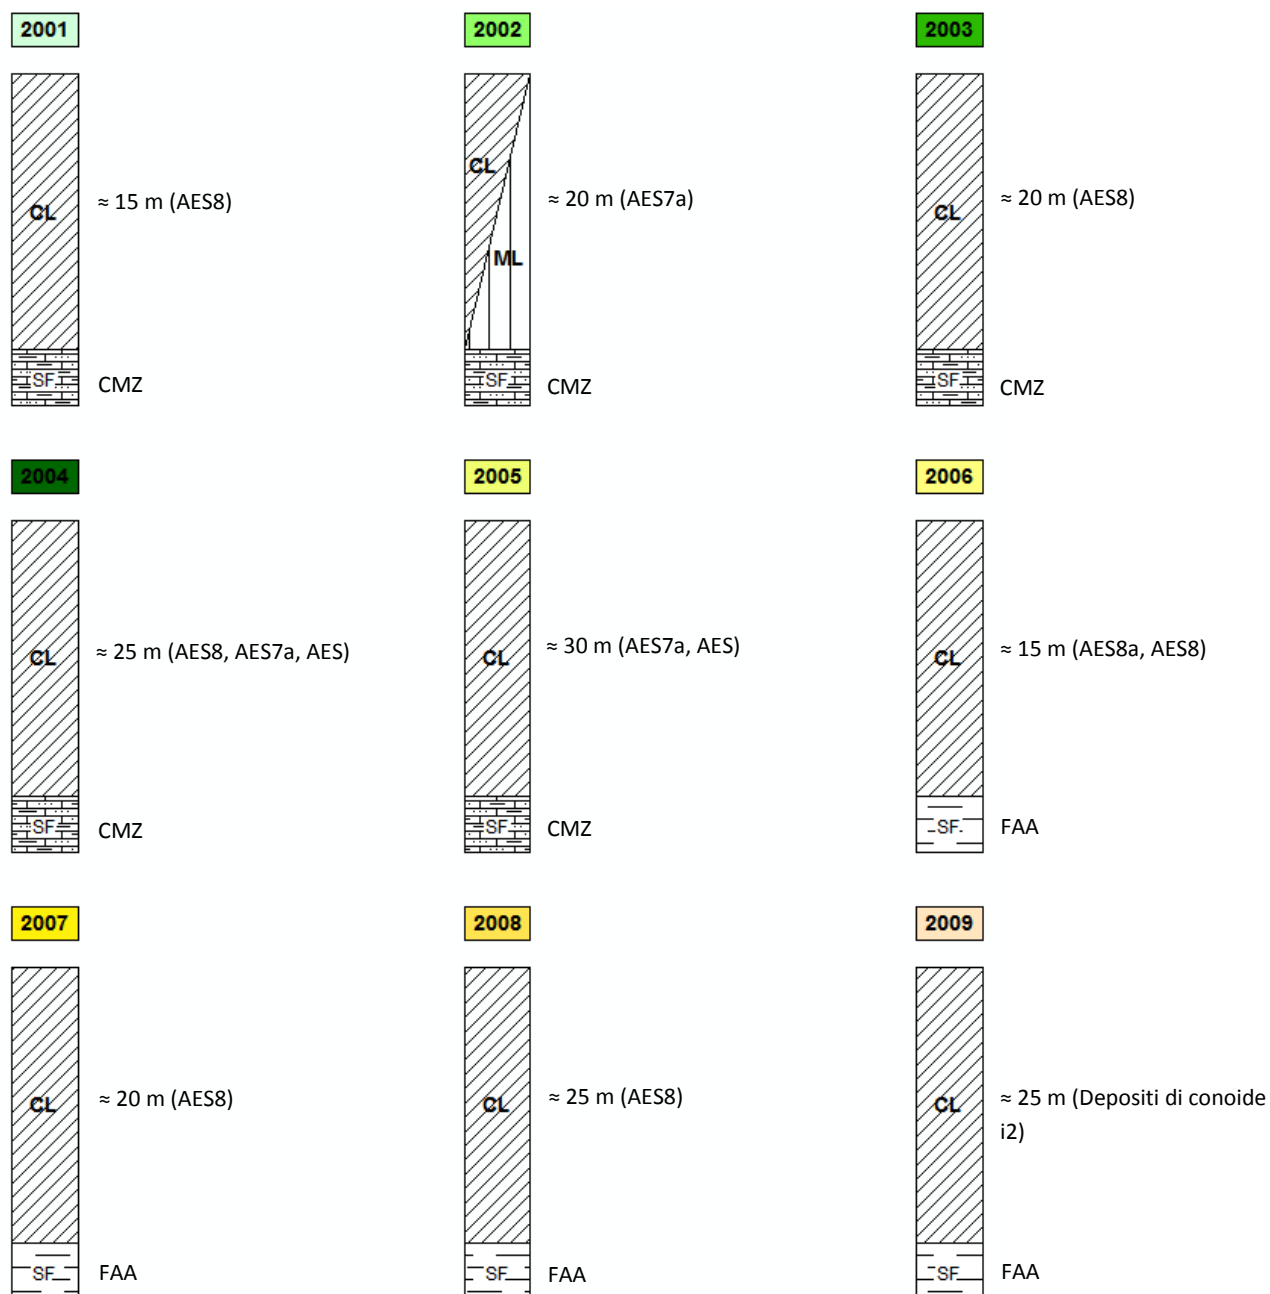 2001 2002 2003
CL ≈ 15 m (AES8) CL ML ≈ 20 m (AES7a) CL ≈ 20 m (AES8)
SF CMZ SF CMZ SF CMZ
2004 2005 2006
CL ≈ 25 m (AES8, AES7a, AES) CL ≈ 30 m (AES7a, AES) CL ≈ 15 m (AES8a, AES8)
SF CMZ SF CMZ SF FAA
2007 2008 2009
CL ≈ 20 m (AES8) CL ≈ 25 m (AES8) CL ≈ 25 m (Depositi di conoide
i2)
SF FAA SF FAA SF FAA